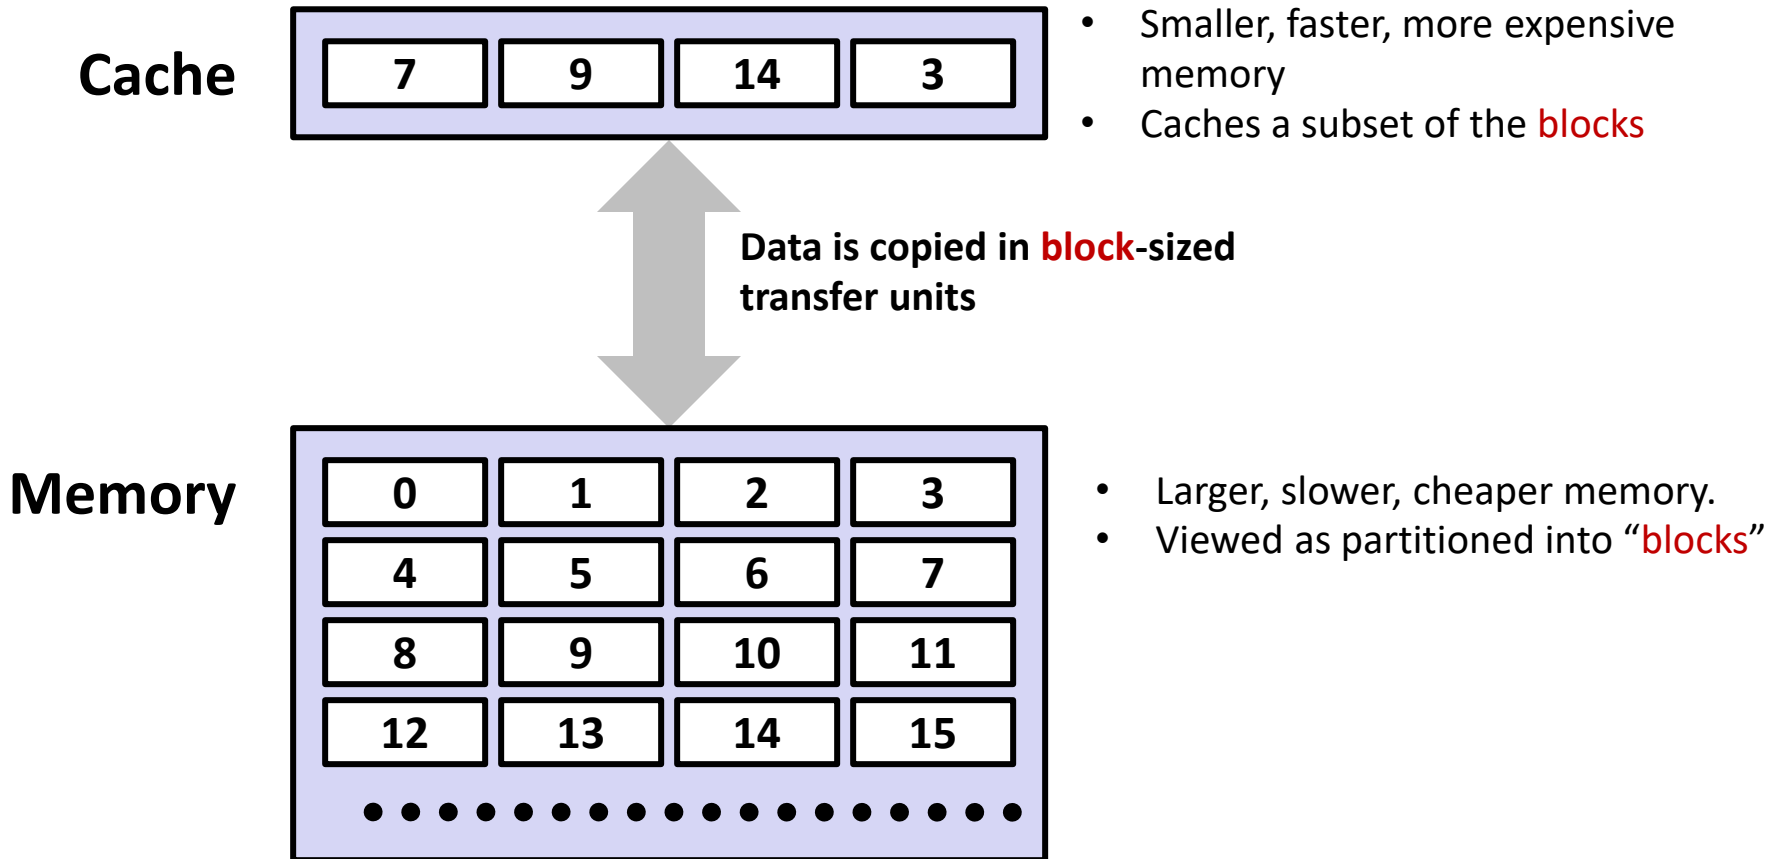 Cache
7 9 14 3
• Smaller, faster, more expensive
memory
• Caches a subset of the blocks
Data is copied in block-sized
transfer units
Memory
0 1 2 3
4 5 6 7
8 9 10 11
12 13 14 15
• Larger, slower, cheaper memory.
• Viewed as partitioned into “blocks”